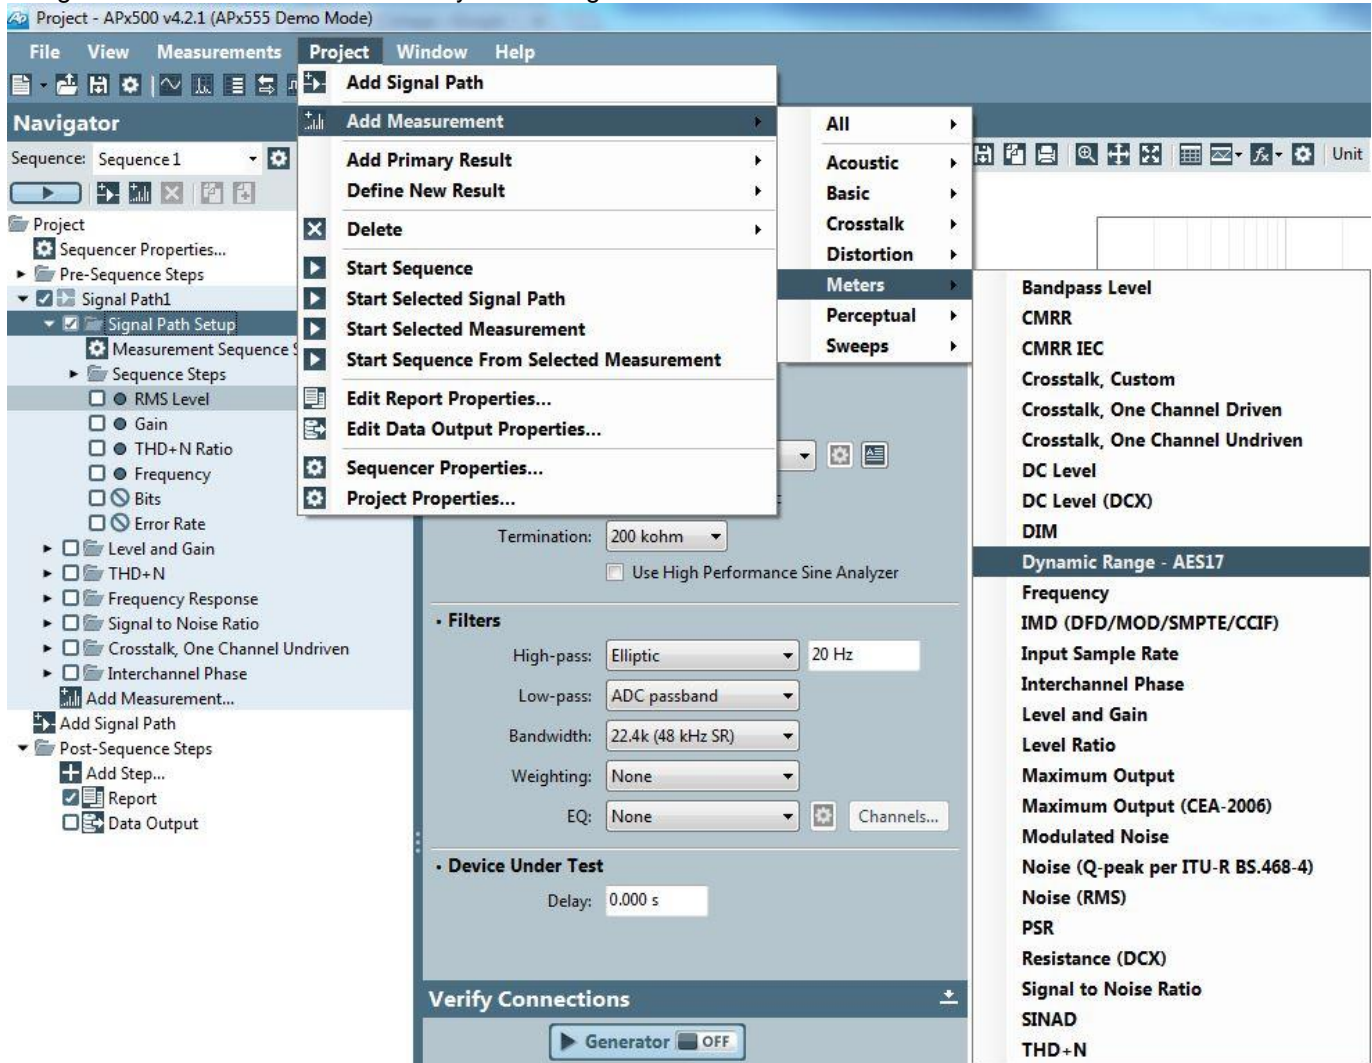 Project - APx500 v4.2.1 (APx555 Demo Mode)
File View Measurements Project Window Help
Navigator
Sequence: Sequence 1
Project
Sequencer Properties...
Pre-Sequence Steps
Signal Path1
Signal Path Setup
Measurement Sequence S
Sequence Steps
RMS Level
Gain
THD+N Ratio
Frequency
Bits
Error Rate
Level and Gain
THD+N
Frequency Response
Signal to Noise Ratio
Crosstalk, One Channel Undriven
Interchannel Phase
Add Measurement...
Add Signal Path
Post-Sequence Steps
Add Step...
Report
Data Output
Add Signal Path
Add Measurement
Add Primary Result
Define New Result
Delete
Start Sequence
Start Selected Signal Path
Start Selected Measurement
Start Sequence From Selected Measurement
Edit Report Properties...
Edit Data Output Properties...
Sequencer Properties...
Project Properties...
All
Acoustic
Basic
Crosstalk
Distortion
Meters
Perceptual
Sweeps
Unit
Bandpass Level
CMRR
CMRR IEC
Crosstalk, Custom
Crosstalk, One Channel Driven
Crosstalk, One Channel Undriven
DC Level
DC Level (DCX)
DIM
Dynamic Range - AES17
Frequency
IMD (DFD/MOD/SMPTE/CCIF)
Input Sample Rate
Interchannel Phase
Level and Gain
Level Ratio
Maximum Output
Maximum Output (CEA-2006)
Modulated Noise
Noise (Q-peak per ITU-R BS.468-4)
Noise (RMS)
PSR
Resistance (DCX)
Signal to Noise Ratio
SINAD
THD+N
Termination: 200 kohm
Use High Performance Sine Analyzer
Filters
High-pass: Elliptic 20 Hz
Low-pass: ADC passband
Bandwidth: 22.4k (48 kHz SR)
Weighting: None
EQ: None Channels...
Device Under Test
Delay: 0.000 s
Verify Connections
Generator OFF